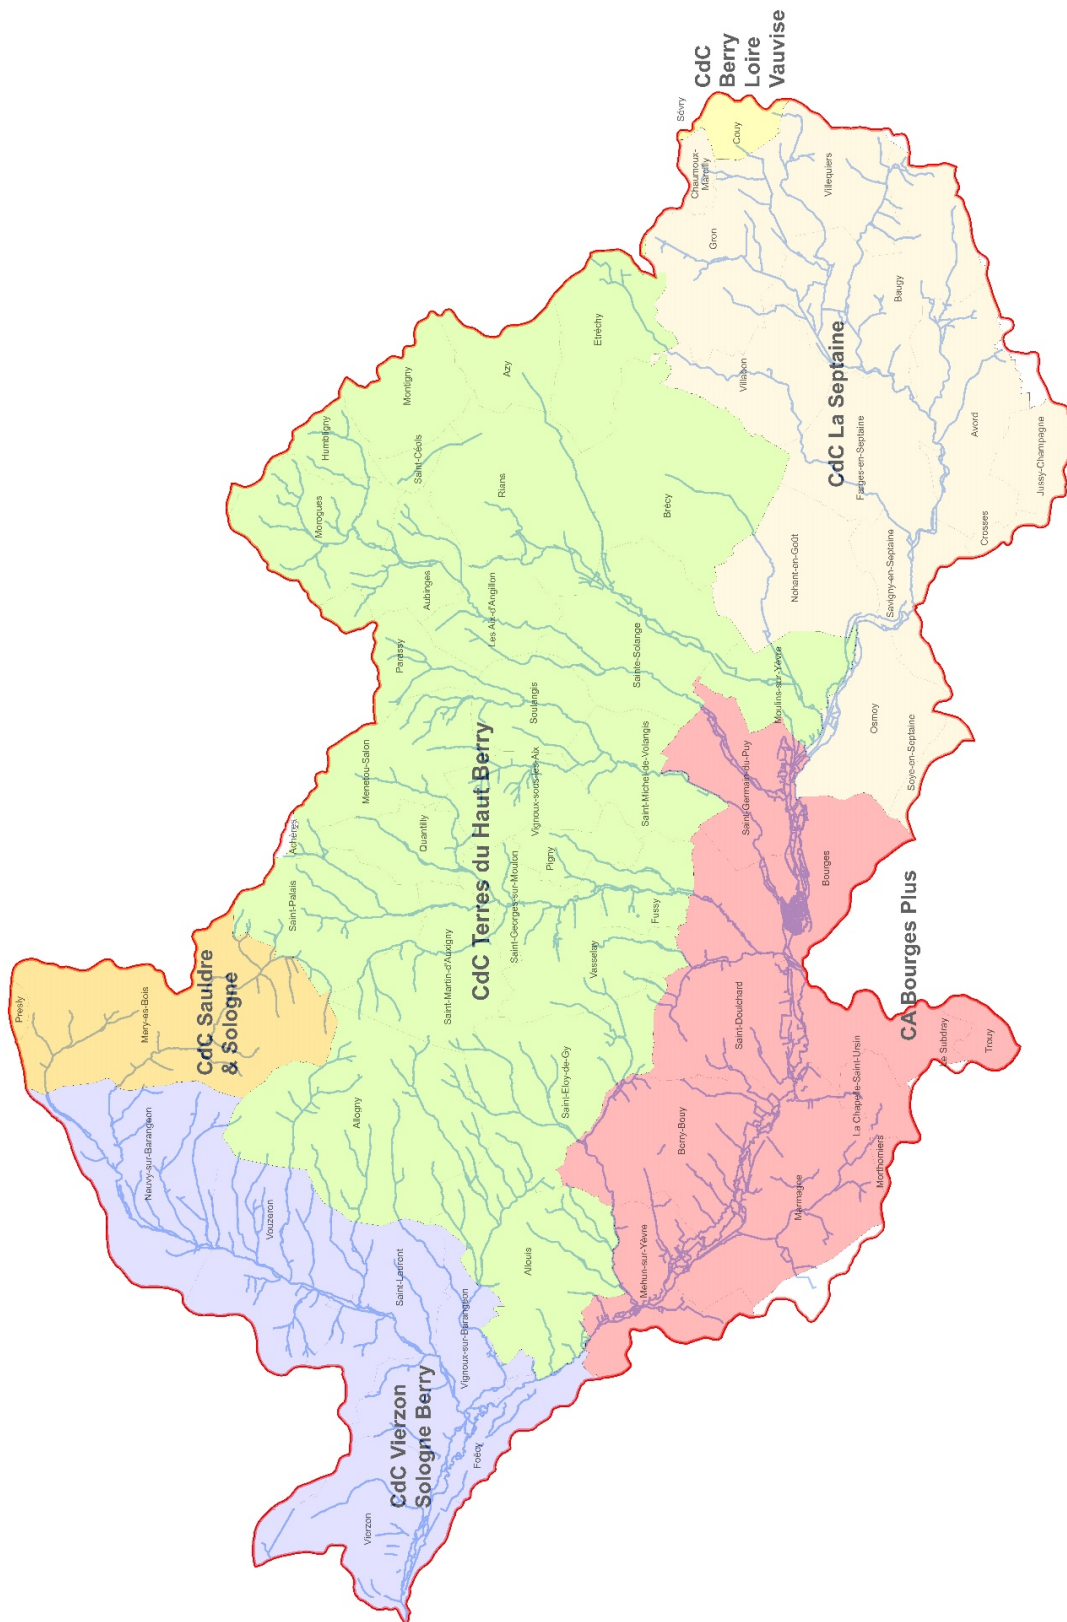 CdC
Berry
Loire
Vauvise
Sévry
Couy
Chaumoux-
Marcilly
Villequiers
Gron
Baugy
Etréchy
Villabon
CdC La Septaine
Azy
Montigny
Humbligny
Saint-Céols
Morogues
Rians
Brécy
Farges-en-Septaine
Avord
Jussy-Champagne
Crosses
Nohant-en-Goût
Savigny-en-Septaine
Aubinges
Les Aix-d'Angillon
Parassy
Sainte-Solange
Moulins-sur-Yèvre
Osmoy
Soye-en-Septaine
Soulangis
Menetou-Salon
Vignoux-sous-les-Aix
Saint-Michel-de-Volangis
Saint-Germain-du-Puy
Achères
Quantilly
CdC Terres du Haut Berry
Pigny
Saint-Georges-sur-Moulon
Bourges
Saint-Palais
Fussy
Saint-Martin-d'Auxigny
Vasselay
CA Bourges Plus
Presly
Mery-es-Bois
CdC Sauldre
& Sologne
Saint-Doulchard
Le Subdray
Trouy
Allogny
Saint-Eloy-de-Gy
Berry-Bouy
La Chapelle-Saint-Ursin
Morthomiers
Marmagne
Neuvy-sur-Barangeon
Vouzeron
Saint-Laurent
Allouis
Mehun-sur-Yèvre
Vignoux-sur-Barangeon
CdC Vierzon
Sologne Berry
Foëcy
Vierzon